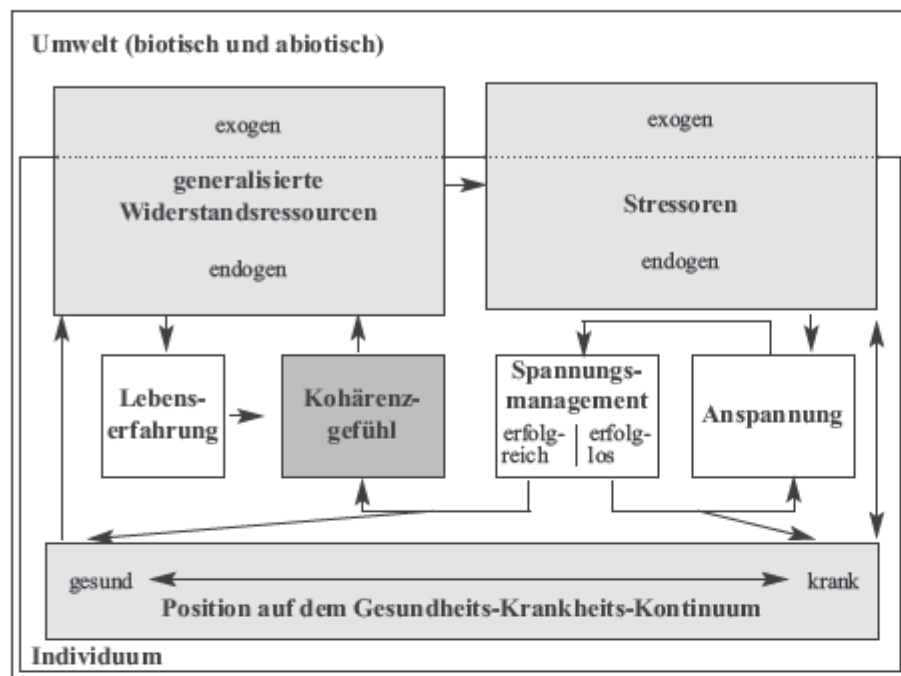 Umwelt (biotisch und abiotisch)
exogen
generalisierte
Widerstandsressourcen
endogen
exogen
Stressoren
endogen
Lebens-
erfahrung
Kohärenz-
gefühl
Spannungs-
management
erfolg- | erfolg-
reich | los
Anspannung
gesund
krank
Position auf dem Gesundheits-Krankheits-Kontinuum
Individuum